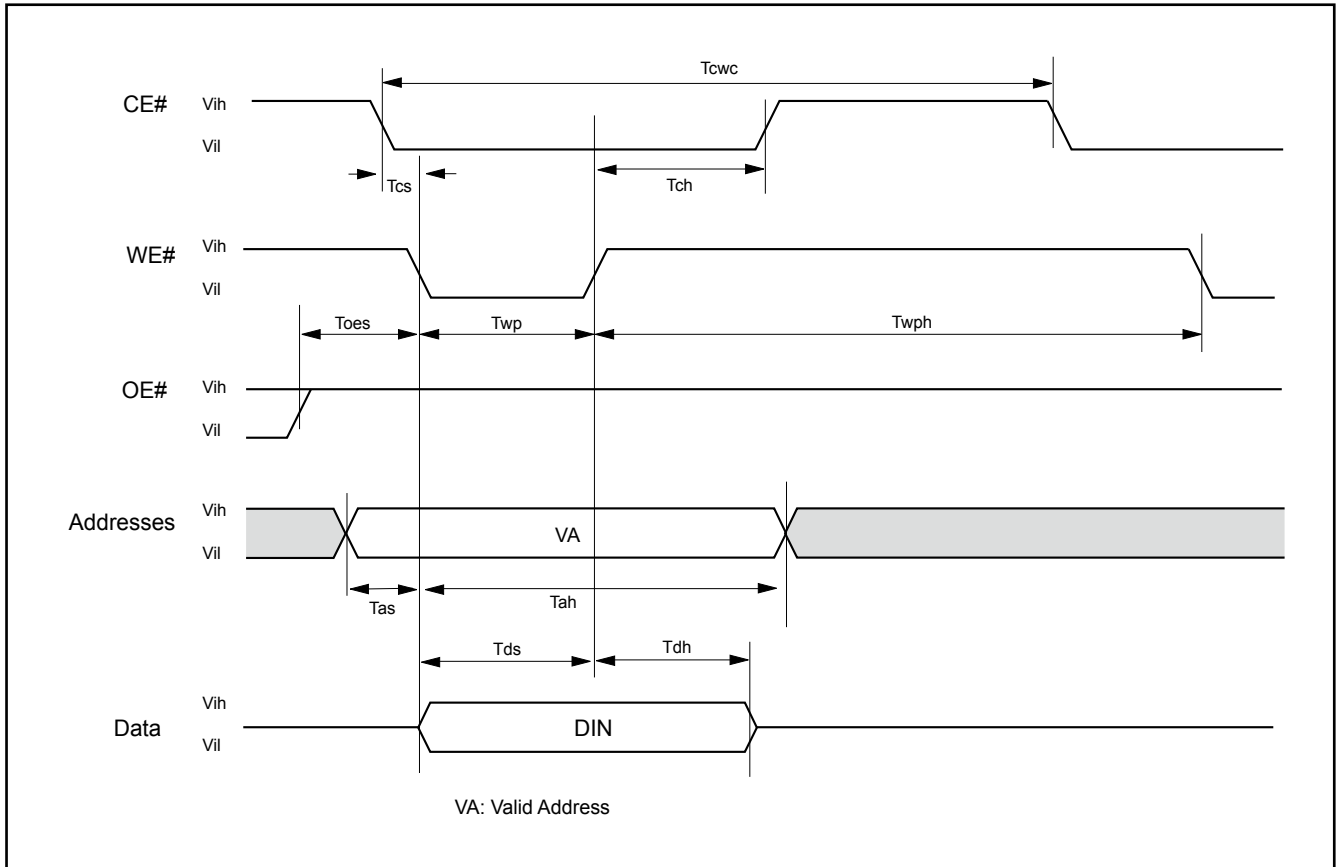 Tcwc
CE# Vih
Vil
Tcs
Tch
WE# Vih
Vil
Toes Twp Twph
OE# Vih
Vil
Addresses Vih
VA
Vil
Tas Tah
Tds Tdh
Vih
Data DIN
Vil
VA: Valid Address